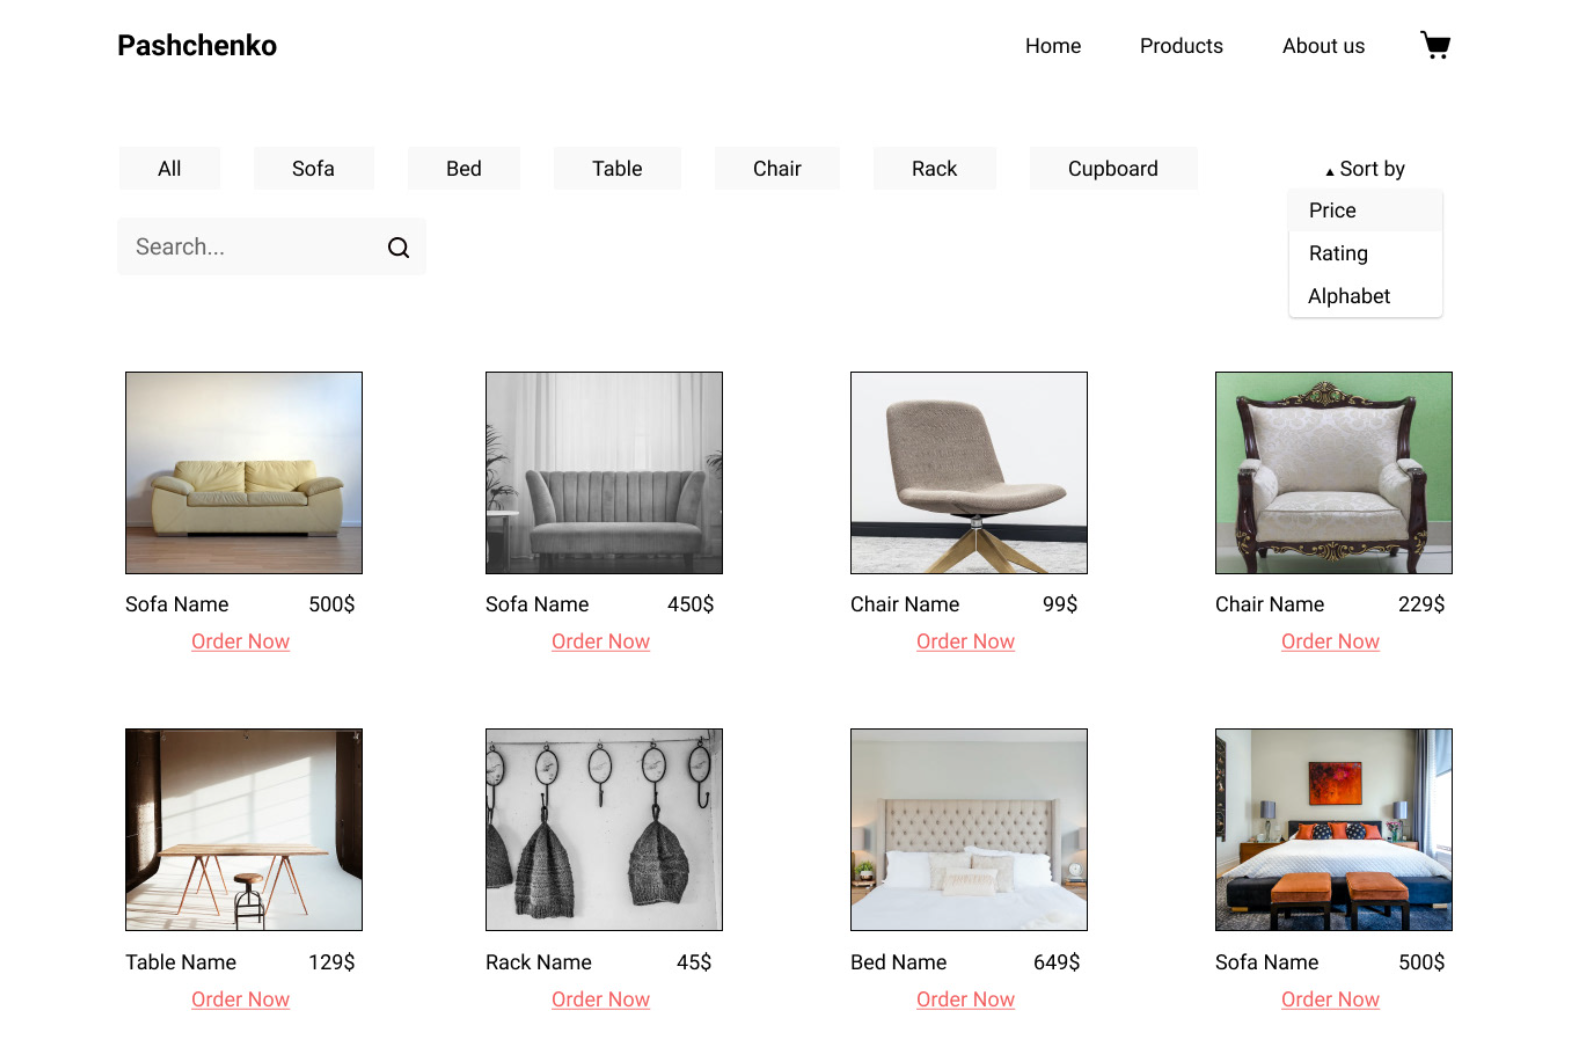 Pashchenko
Home Products About us
All Sofa Bed Table Chair Rack Cupboard Sort by
Price
Search...
Rating
Alphabet
Sofa Name 500$ Sofa Name 450$ Chair Name 99$ Chair Name 229$
Order Now Order Now Order Now Order Now
Table Name 129$ Rack Name 45$ Bed Name 649$ Sofa Name 500$
Order Now Order Now Order Now Order Now